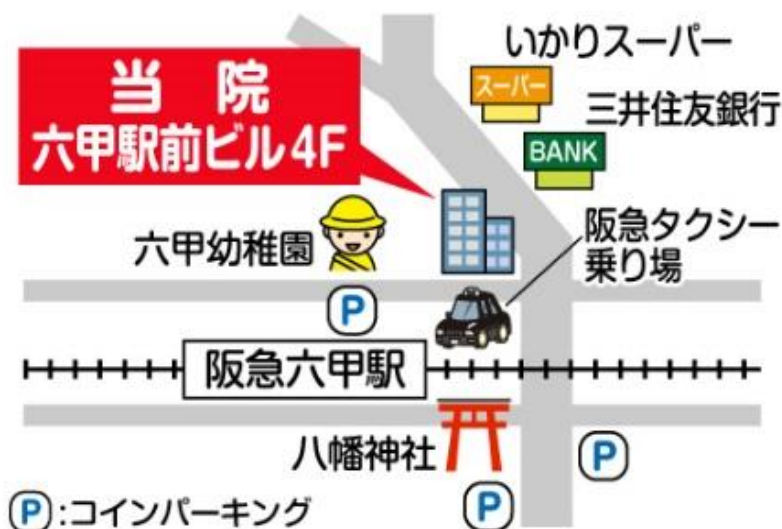 いかりスーパー
スーパー
当 院
六甲駅前ビル4F
三井住友銀行
BANK
六甲幼稚園
阪急タクシー
乗り場
P
阪急六甲駅
八幡神社
P
P
P:コインパーキング